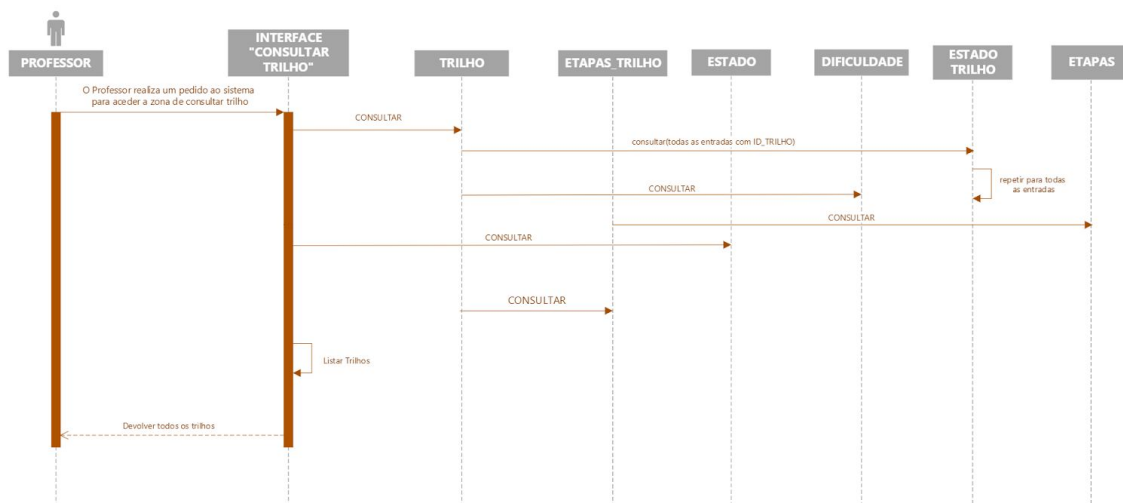 PROFESSOR
INTERFACE
"CONSULTAR
TRILHO"
TRILHO
ETAPAS_TRILHO
ESTADO
DIFICULDADE
ESTADO
TRILHO
ETAPAS
O Professor realiza um pedido ao sistema
para aceder a zona de consultar trilho
CONSULTAR
consultar(todas as entradas com ID_TRILHO)
repetir para todas
as entradas
CONSULTAR
CONSULTAR
CONSULTAR
CONSULTAR
Listar Trilhos
Devolver todos os trilhos